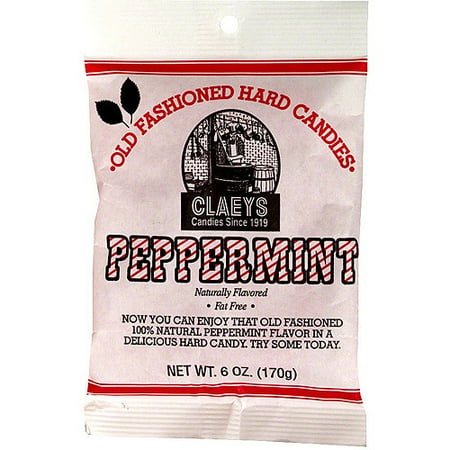 •OLD FASHIONED HARD CANDIES•
CLAEYS
Candies Since 1919
PEPPERMINT
Naturally Flavored
• Fat Free •
NOW YOU CAN ENJOY THAT OLD FASHIONED
100% NATURAL PEPPERMINT FLAVOR IN A
DELICIOUS HARD CANDY. TRY SOME TODAY.
NET WT. 6 OZ. (170g)